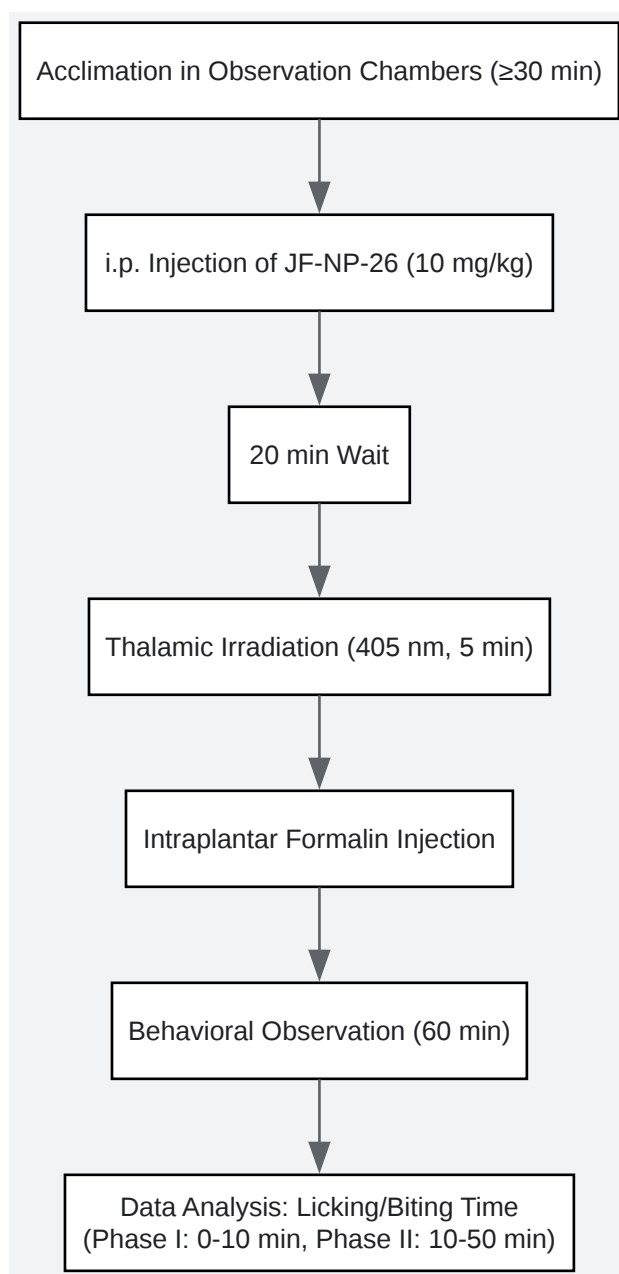 Acclimation in Observation Chambers (≥30 min)
i.p. Injection of JF-NP-26 (10 mg/kg)
20 min Wait
Thalamic Irradiation (405 nm, 5 min)
Intraplantar Formalin Injection
Behavioral Observation (60 min)
Data Analysis: Licking/Biting Time
(Phase I: 0-10 min, Phase II: 10-50 min)